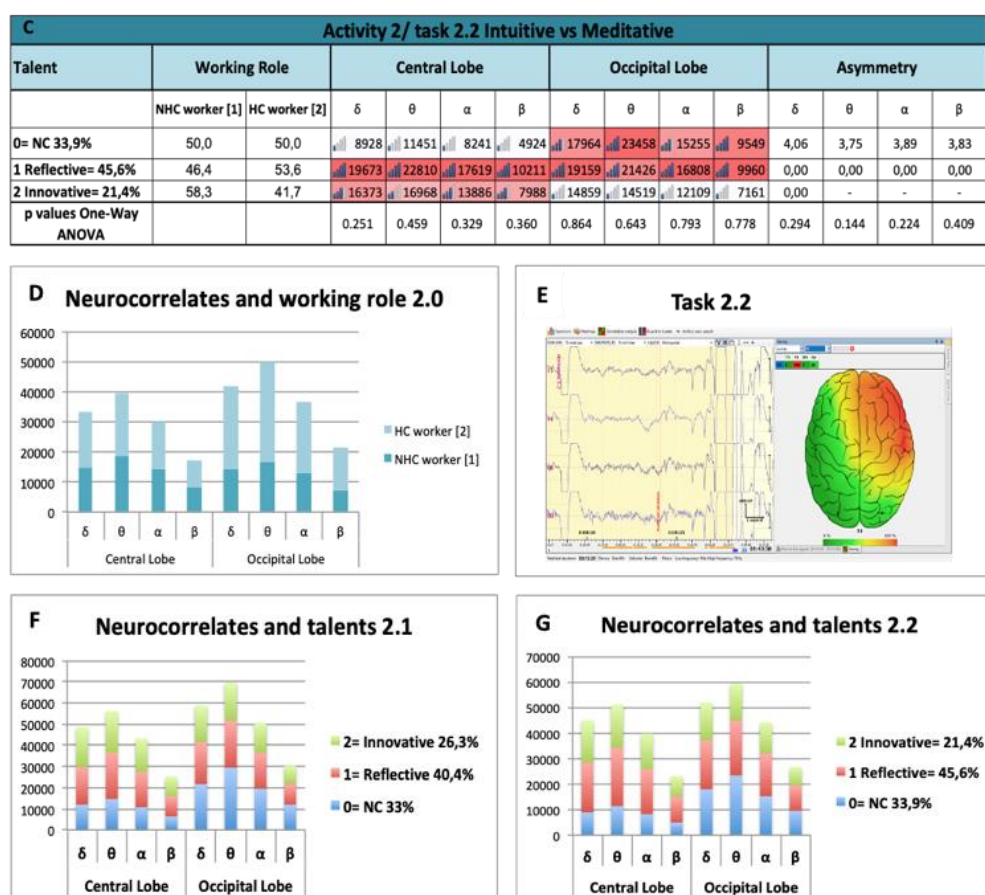 C
Activity 2/ task 2.2 Intuitive vs Meditative
Talent Working Role Central Lobe Occipital Lobe Asymmetry
NHC worker [1] HC worker [2] δ θ α β δ θ α β δ θ α β
0= NC 33,9% 50,0 50,0 8928 11451 8241 4924 17964 23458 15255 9549 4,06 3,75 3,89 3,83
1 Reflective= 45,6% 46,4 53,6 19673 22810 17619 10211 19159 21426 16808 9960 0,00 0,00 0,00 0,00
2 Innovative= 21,4% 58,3 41,7 16373 16968 13886 7988 14859 14519 12109 7161 0,00 - - -
p values One-Way
ANOVA
0.251 0.459 0.329 0.360 0.864 0.643 0.793 0.778 0.294 0.144 0.224 0.409
D
Neurocorrelates and working role 2.0
60000
50000
40000
30000
20000
10000
0
δ θ α β δ θ α β
Central Lobe Occipital Lobe
HC worker [2]
NHC worker [1]
E
Task 2.2
F
Neurocorrelates and talents 2.1
80000
70000
60000
50000
40000
30000
20000
10000
0
δ θ α β δ θ α β
Central Lobe Occipital Lobe
2= Innovative 26,3%
1= Reflective 40,4%
0= NC 33%
G
Neurocorrelates and talents 2.2
70000
60000
50000
40000
30000
20000
10000
0
δ θ α β δ θ α β
Central Lobe Occipital Lobe
2 Innovative= 21,4%
1 Reflective= 45,6%
0= NC 33,9%